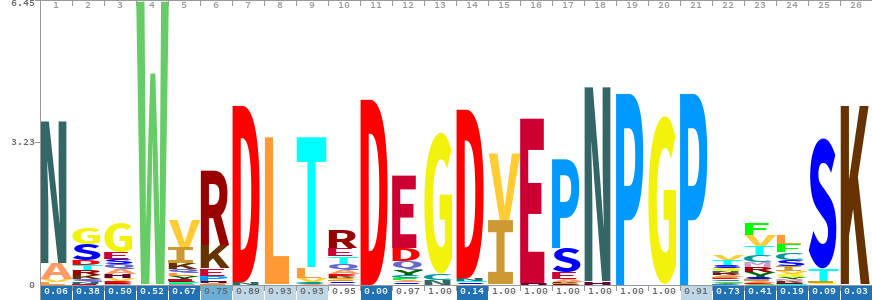 6.45 1 2 3 4 5 6 7 8 9 10 11 12 13 14 15 16 17 18 19 20 21 22 23 24 25 26
3.23
0
N G G W V R D L T R D E G D V E P N P G P F S K
A S E I K I D I S T
0.06 0.38 0.50 0.52 0.67 0.75 0.89 0.93 0.93 0.95 0.00 0.97 1.00 0.14 1.00 1.00 1.00 1.00 1.00 1.00 0.91 0.73 0.41 0.19 0.09 0.03